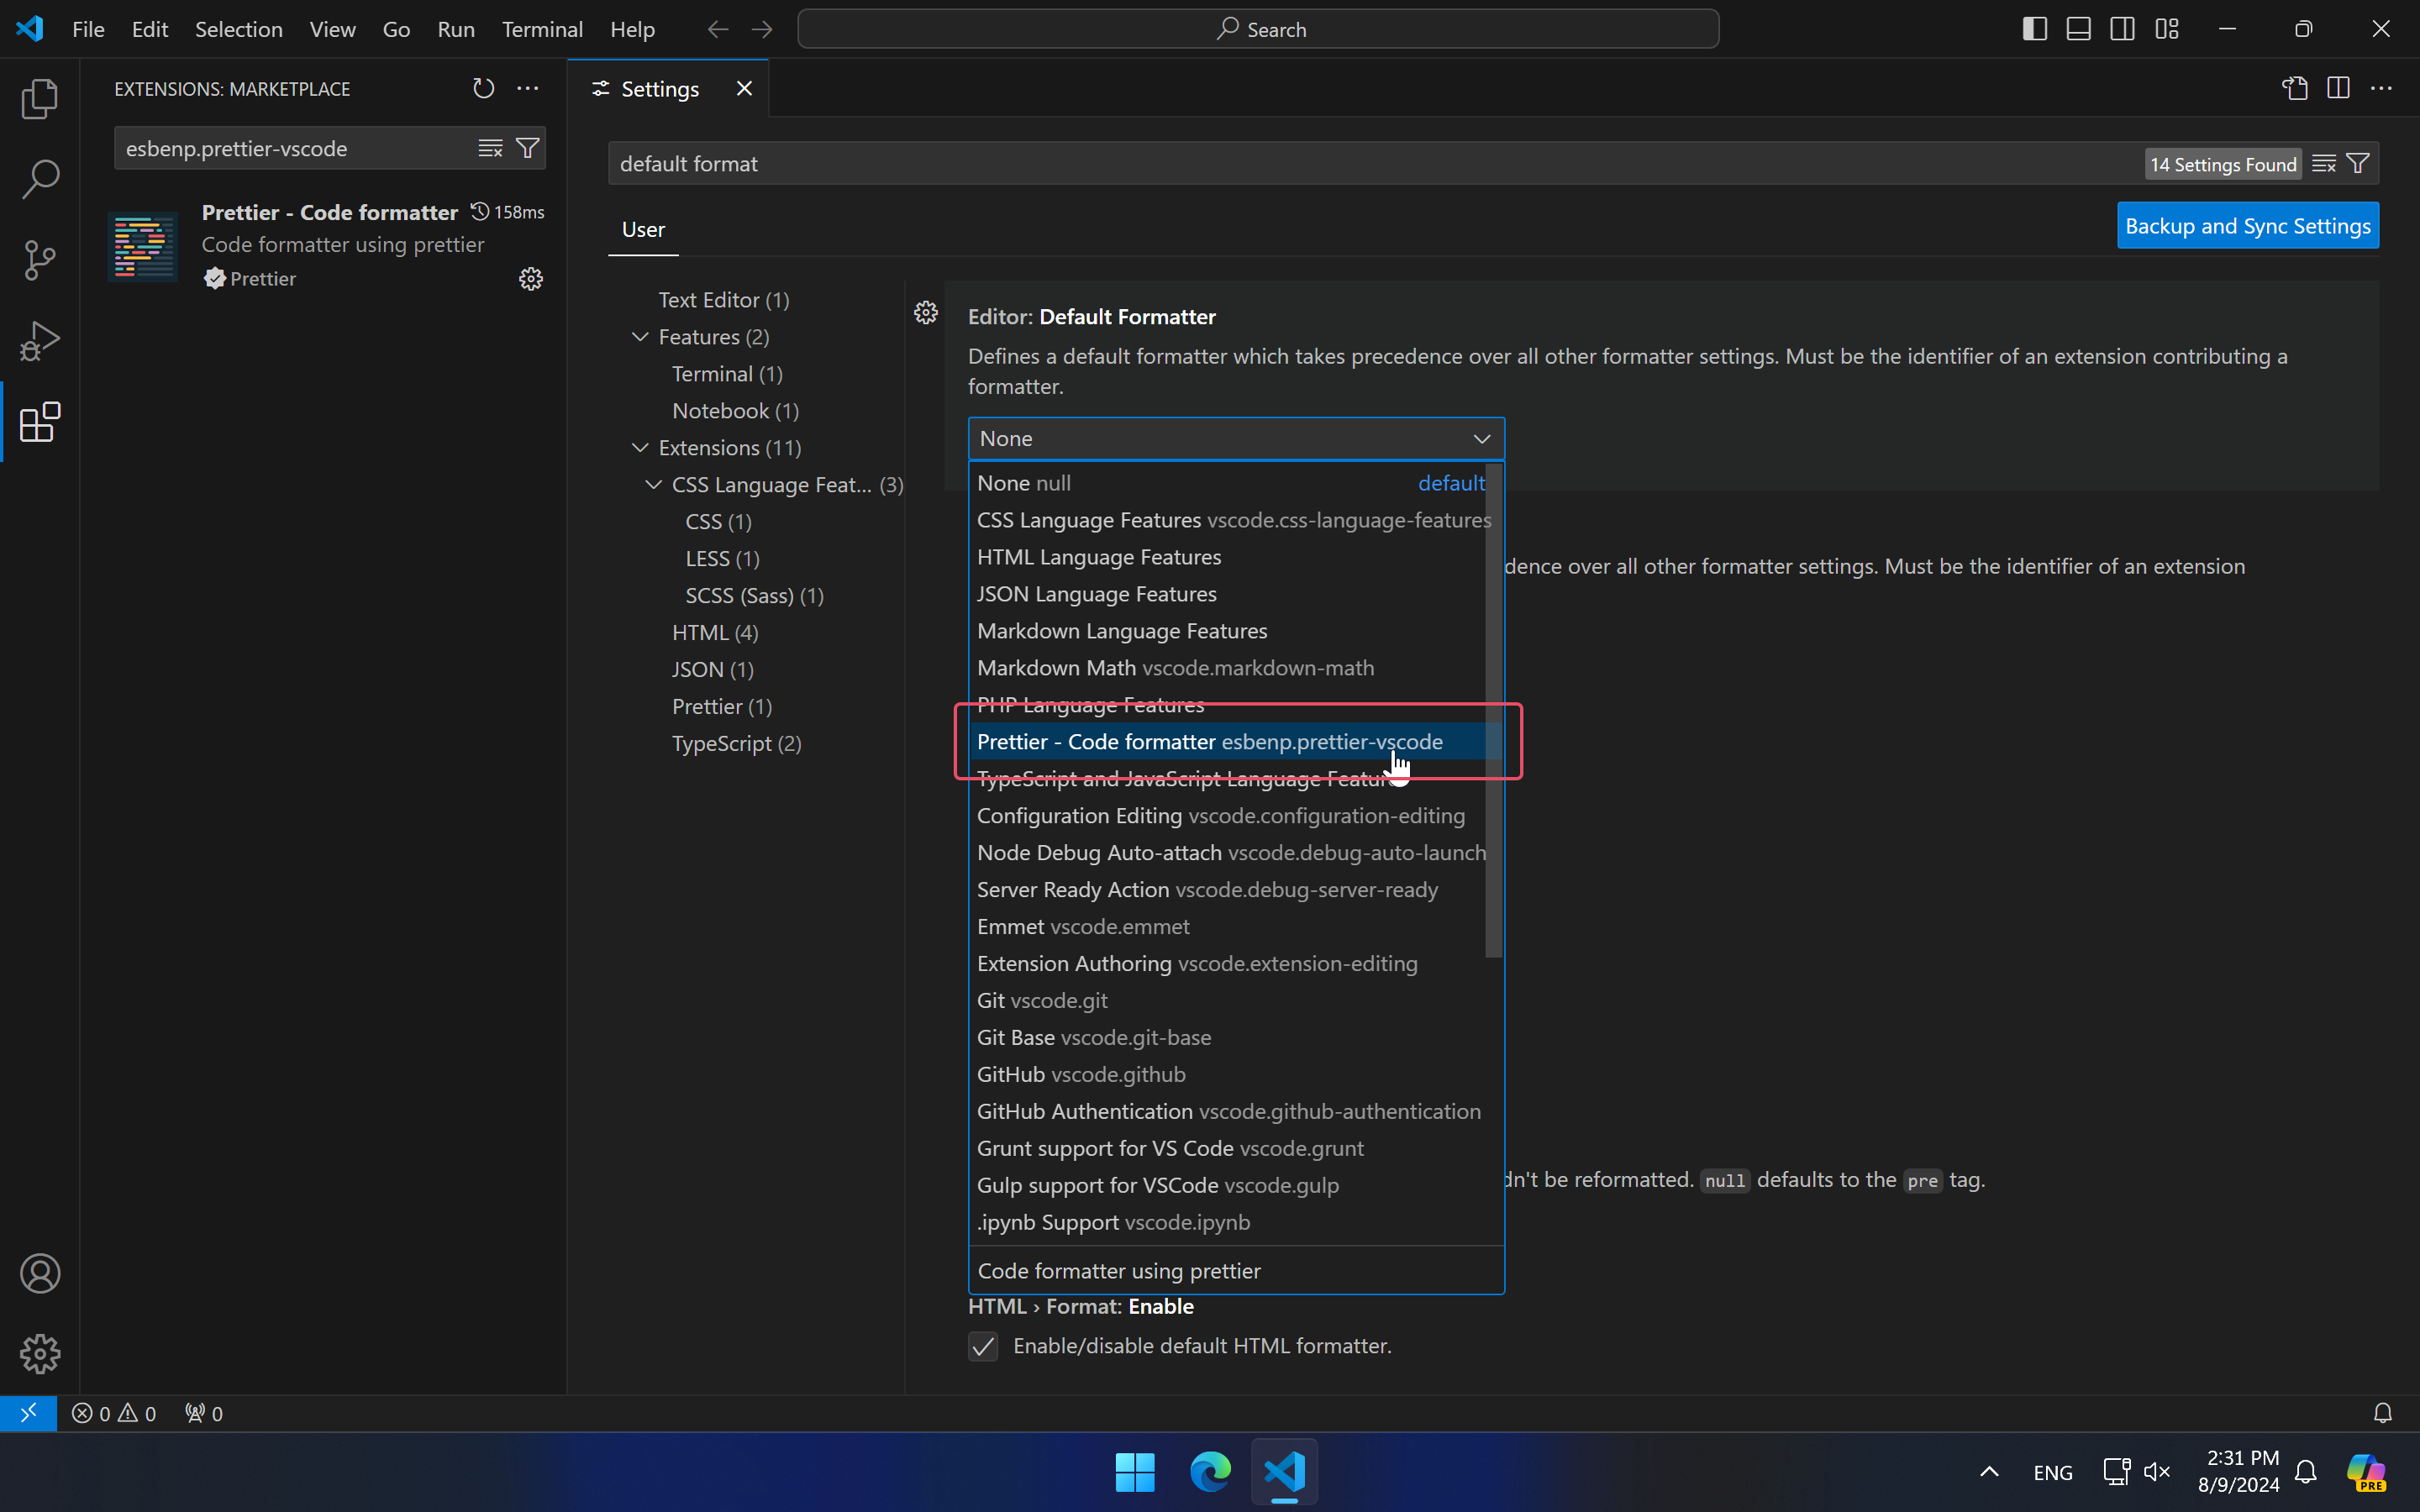 File Edit Selection View Go Run Terminal Help
Search
EXTENSIONS: MARKETPLACE
esbenp.prettier-vscode
Prettier - Code formatter 158ms
Code formatter using prettier
Prettier
Settings
default format
14 Settings Found
User
Backup and Sync Settings
Text Editor (1)
Features (2)
Terminal (1)
Notebook (1)
Extensions (11)
CSS Language Feat... (3)
CSS (1)
LESS (1)
SCSS (Sass) (1)
HTML (4)
JSON (1)
Prettier (1)
TypeScript (2)
Editor: Default Formatter
Defines a default formatter which takes precedence over all other formatter settings. Must be the identifier of an extension contributing a
formatter.
None
None null default
CSS Language Features vscode.css-language-features
HTML Language Features
dence over all other formatter settings. Must be the identifier of an extension
JSON Language Features
Markdown Language Features
Markdown Math vscode.markdown-math
PHP Language Features
Prettier - Code formatter esbenp.prettier-vscode
TypeScript and JavaScript Language Features
Configuration Editing vscode.configuration-editing
Node Debug Auto-attach vscode.debug-auto-launch
Server Ready Action vscode.debug-server-ready
Emmet vscode.emmet
Extension Authoring vscode.extension-editing
Git vscode.git
Git Base vscode.git-base
GitHub vscode.github
GitHub Authentication vscode.github-authentication
Grunt support for VS Code vscode.grunt
Gulp support for VSCode vscode.gulp
dn't be reformatted. null defaults to the pre tag.
.ipynb Support vscode.ipynb
Code formatter using prettier
HTML › Format: Enable
Enable/disable default HTML formatter.
0 0 0
ENG
2:31 PM
8/9/2024
PRE